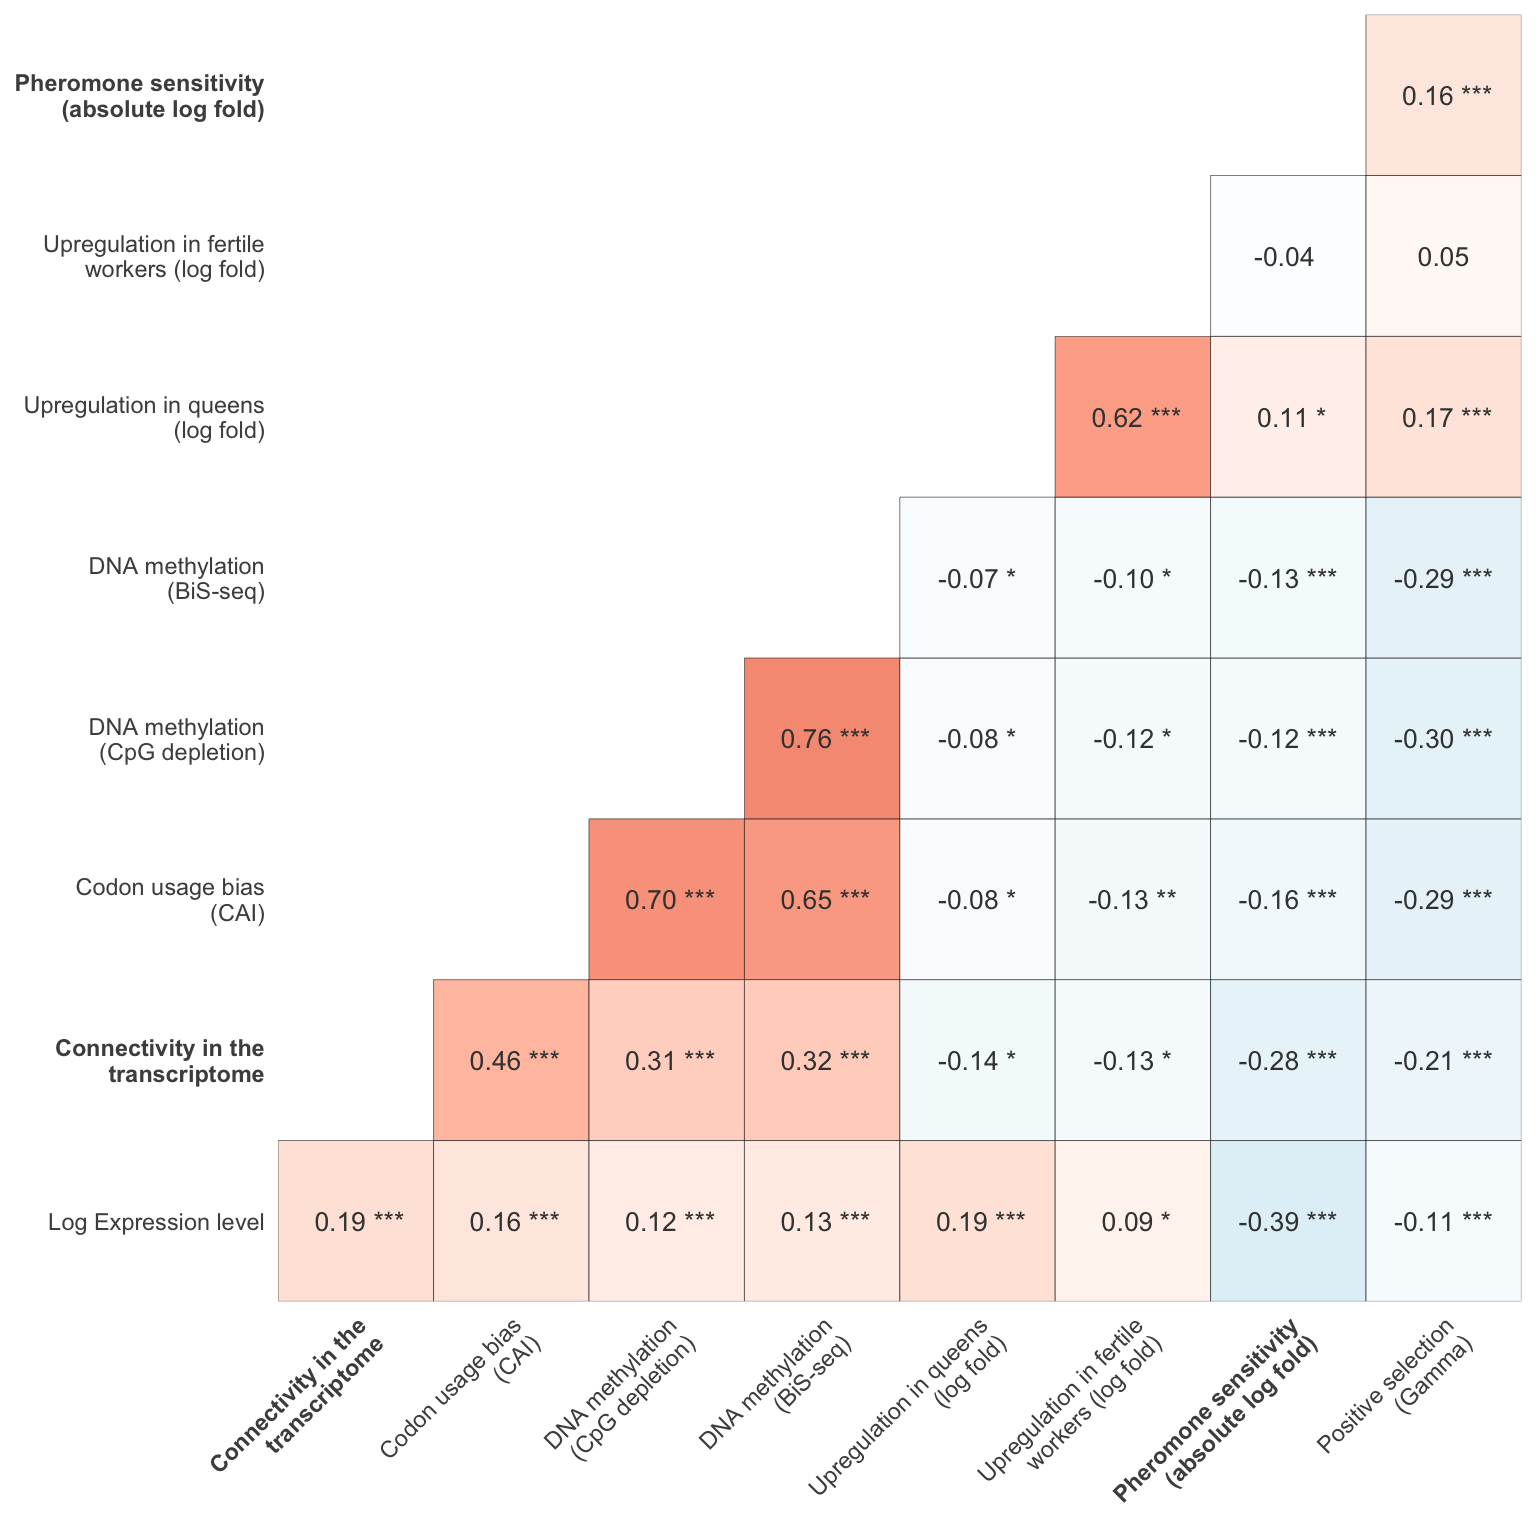 Pheromone sensitivity
(absolute log fold)
0.16 ***
Upregulation in fertile
workers (log fold)
-0.04
0.05
Upregulation in queens
(log fold)
0.62 ***
0.11 *
0.17 ***
DNA methylation
(BiS-seq)
-0.07 *
-0.10 *
-0.13 ***
-0.29 ***
DNA methylation
(CpG depletion)
0.76 ***
-0.08 *
-0.12 *
-0.12 ***
-0.30 ***
Codon usage bias
(CAI)
0.70 ***
0.65 ***
-0.08 *
-0.13 **
-0.16 ***
-0.29 ***
Connectivity in the
transcriptome
0.46 ***
0.31 ***
0.32 ***
-0.14 *
-0.13 *
-0.28 ***
-0.21 ***
Log Expression level
0.19 ***
0.16 ***
0.12 ***
0.13 ***
0.19 ***
0.09 *
-0.39 ***
-0.11 ***
Connectivity in the
transcriptome
Codon usage bias
(CAI)
DNA methylation
(CpG depletion)
DNA methylation
(BiS-seq)
Upregulation in queens
(log fold)
Upregulation in fertile
workers (log fold)
Pheromone sensitivity
(absolute log fold)
Positive selection
(Gamma)